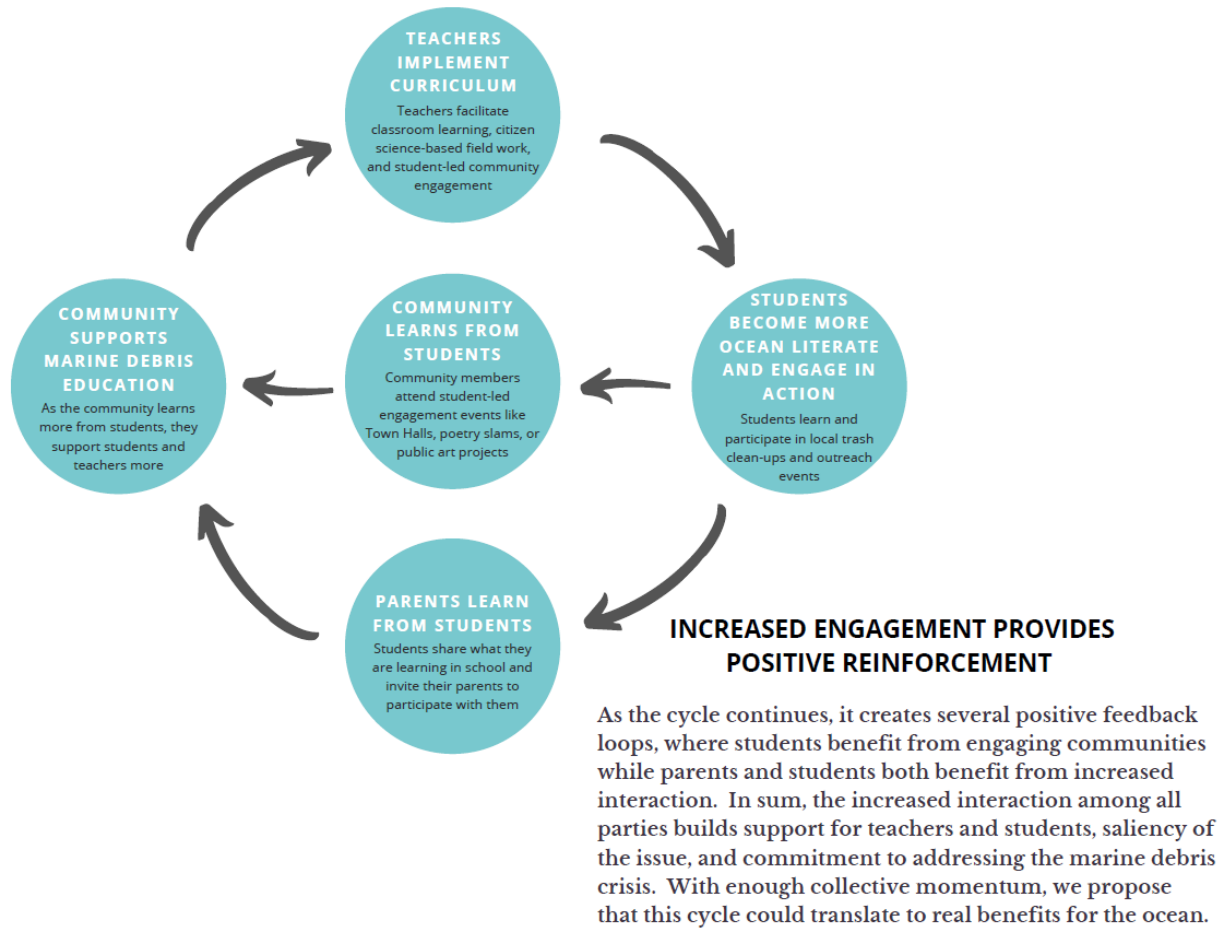 TEACHERS
IMPLEMENT
CURRICULUM
Teachers facilitate
classroom learning, citizen
science-based field work,
and student-led community
engagement
STUDENTS
BECOME MORE
OCEAN LITERATE
AND ENGAGE IN
ACTION
Students learn and
participate in local trash
clean-ups and outreach
events
COMMUNITY
LEARNS FROM
STUDENTS
Community members
attend student-led
engagement events like
Town Halls, poetry slams, or
public art projects
COMMUNITY
SUPPORTS
MARINE DEBRIS
EDUCATION
As the community learns
more from students, they
support students and
teachers more
PARENTS LEARN
FROM STUDENTS
Students share what they
are learning in school and
invite their parents to
participate with them
INCREASED ENGAGEMENT PROVIDES
POSITIVE REINFORCEMENT
As the cycle continues, it creates several positive feedback
loops, where students benefit from engaging communities
while parents and students both benefit from increased
interaction.  In sum, the increased interaction among all
parties builds support for teachers and students, saliency of
the issue, and commitment to addressing the marine debris
crisis.  With enough collective momentum, we propose
that this cycle could translate to real benefits for the ocean.